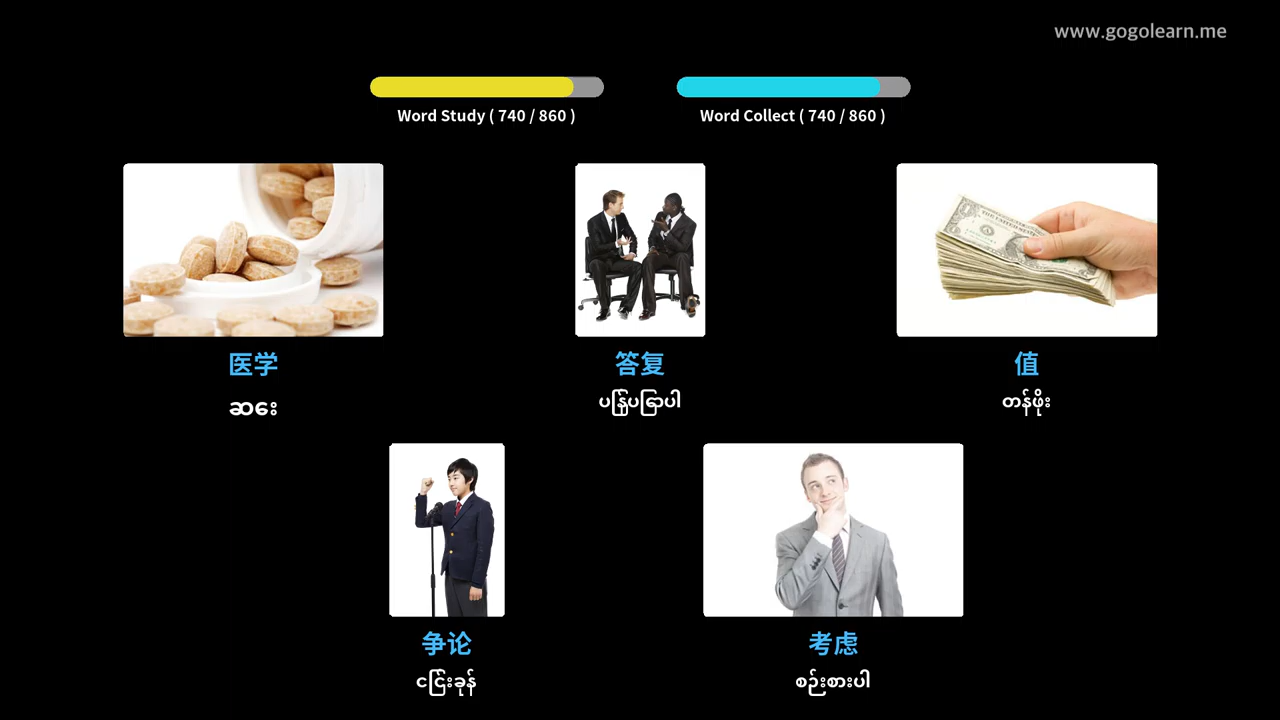 www.gogolearn.me
Word Study ( 740 / 860 )
Word Collect ( 740 / 860 )
医学
答复
值
ဆေး
ပြန်ပြောပါ
တန်ဖိုး
争论
考虑
ငြင်းခုန်
စဉ်းစားပါ